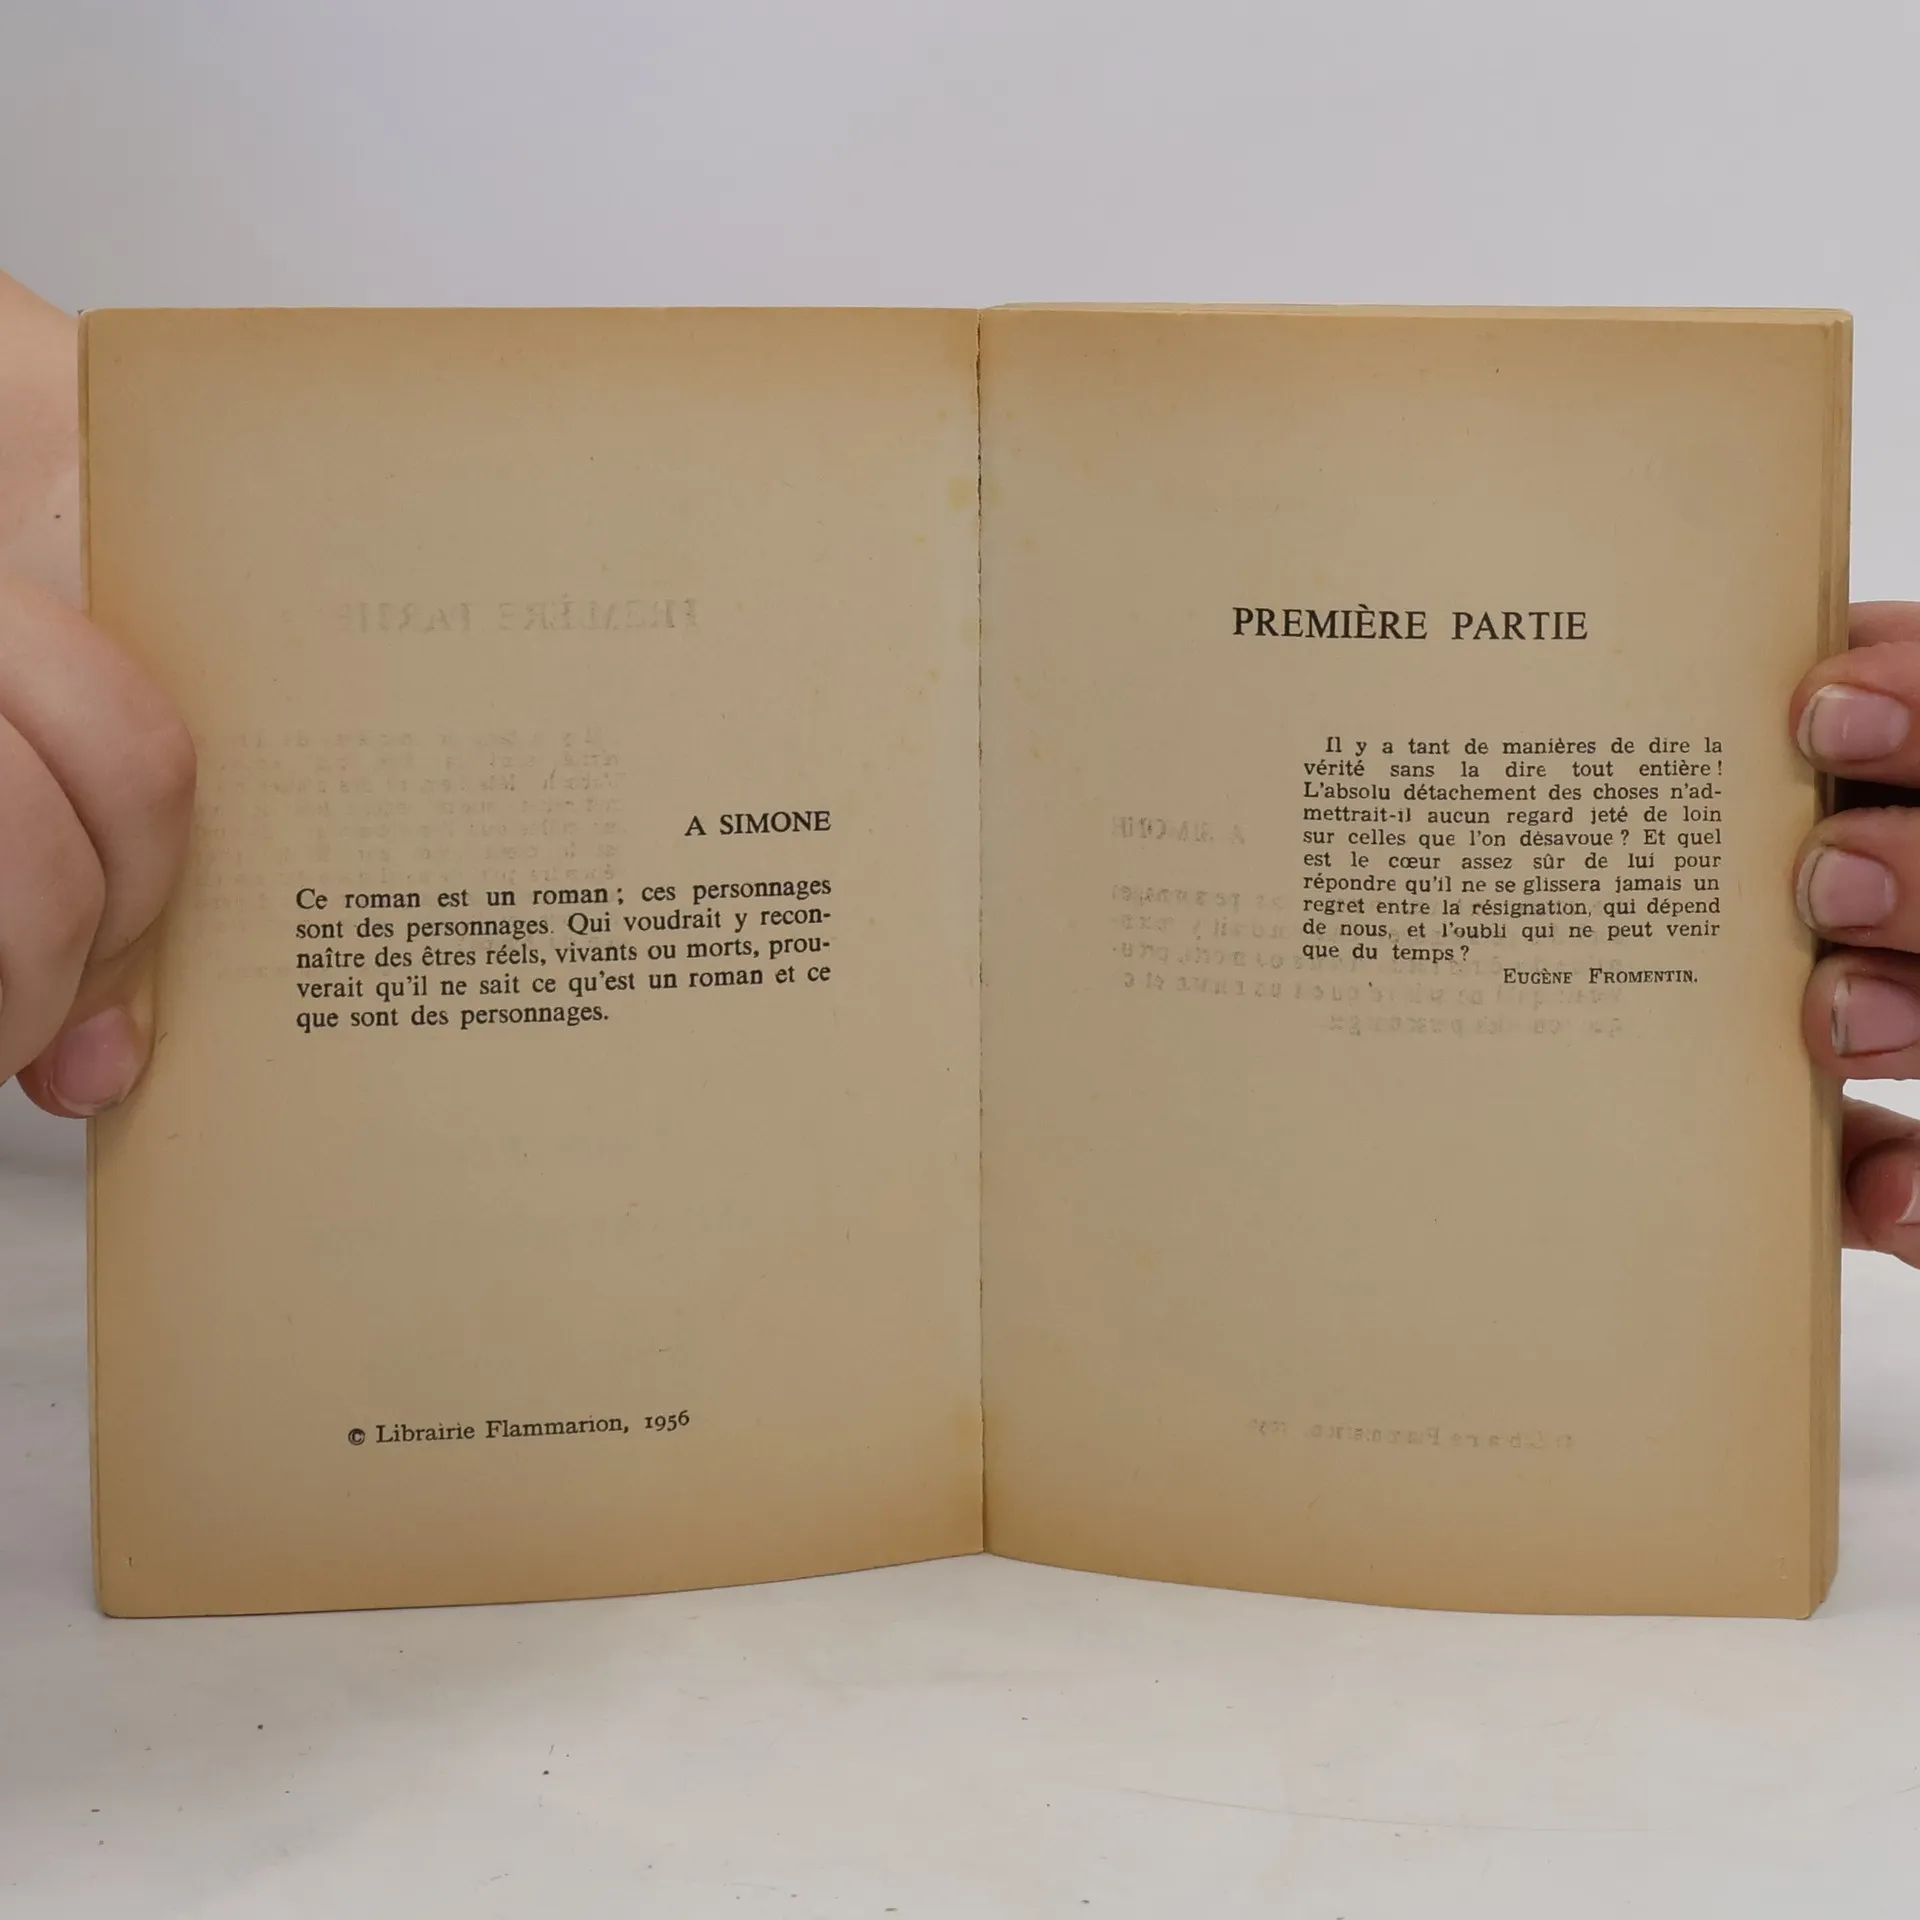 A SIMONE
Ce roman est un roman ; ces personnages
sont des personnages. Qui voudrait y recon-
naître des êtres réels, vivants ou morts, prou-
verait qu'il ne sait ce qu'est un roman et ce
que sont des personnages.
© Librairie Flammarion, 1956
PREMIÈRE PARTIE
Il y a tant de manières de dire la
vérité sans la dire tout entière !
L'absolu détachement des choses n'ad-
mettrait-il aucun regard jeté de loin
sur celles que l'on désavoue ? Et quel
est le cœur assez sûr de lui pour
répondre qu'il ne se glissera jamais un
regret entre la résignation, qui dépend
de nous, et l'oubli qui ne peut venir
que du temps ?
EUGÈNE FROMENTIN.